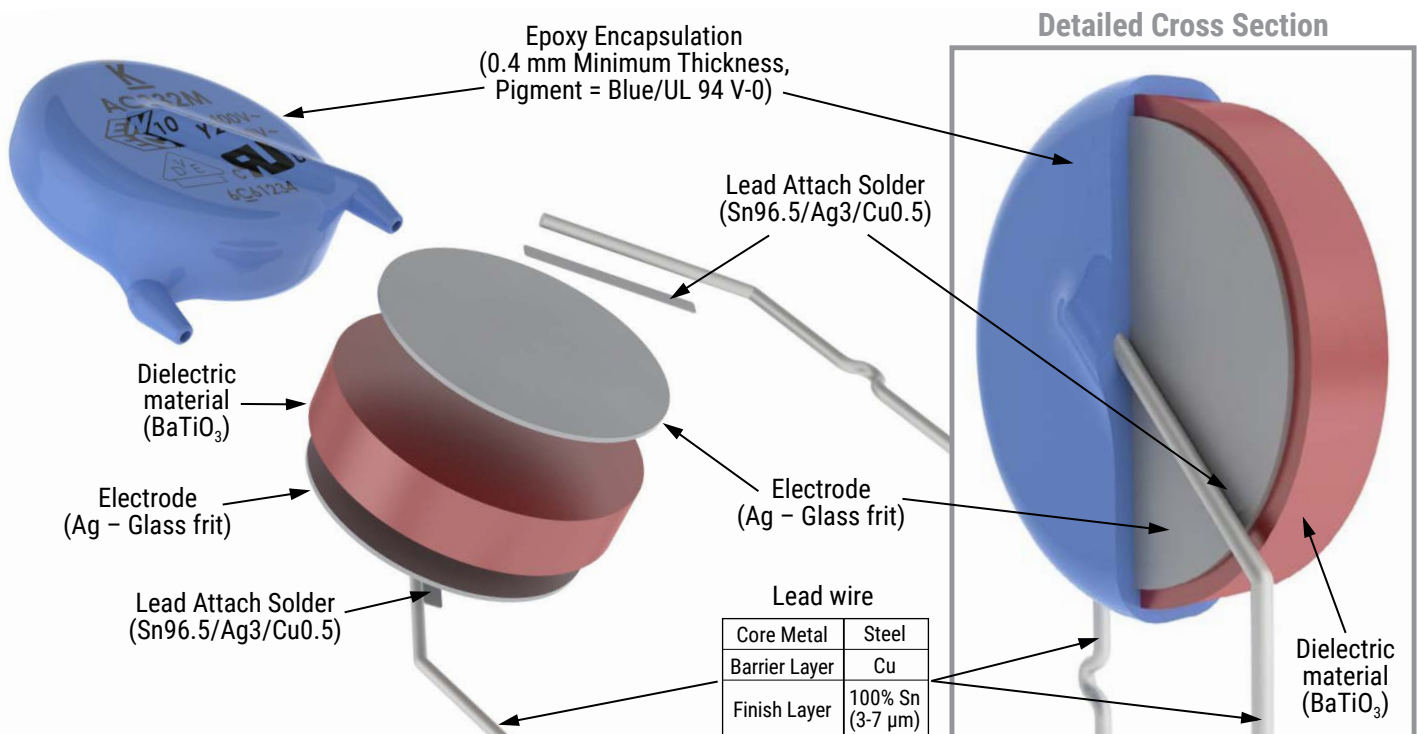 Detailed Cross Section
Epoxy Encapsulation
(0.4 mm Minimum Thickness,
Pigment = Blue/UL 94 V-0)
K
10
VDE
6C61234
Lead Attach Solder
(Sn96.5/Ag3/Cu0.5)
Dielectric
material
(BaTiO₃)
Electrode
(Ag – Glass frit)
Electrode
(Ag – Glass frit)
Lead Attach Solder
(Sn96.5/Ag3/Cu0.5)
Lead wire
Core Metal Steel
Barrier Layer Cu
Finish Layer 100% Sn
(3-7 µm)
Dielectric
material
(BaTiO₃)